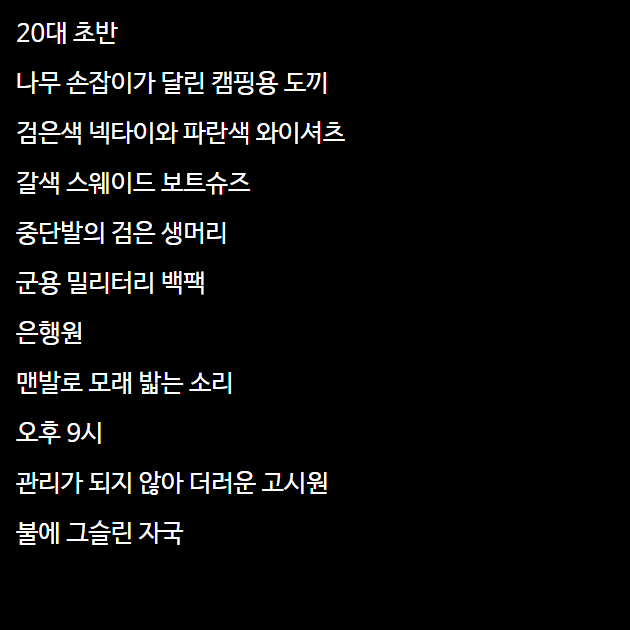 20대 초반
나무 손잡이가 달린 캠핑용 도끼
검은색 넥타이와 파란색 와이셔츠
갈색 스웨이드 보트슈즈
중단발의 검은 생머리
군용 밀리터리 백팩
은행원
맨발로 모래 밟는 소리
오후 9시
관리가 되지 않아 더러운 고시원
불에 그슬린 자국